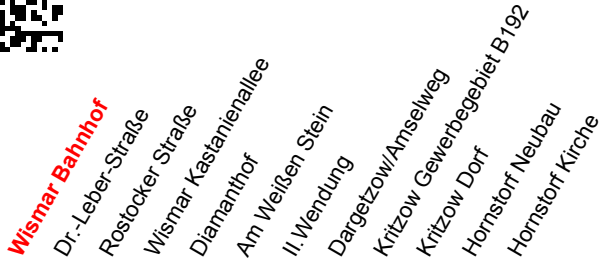 Wismar Bahnhof
Dr.-Leber-Straße
Rostocker Straße
Wismar Kastanienallee
Diamanthof
Am Weißen Stein
II.Wendung
Dargetzow/Amselweg
Kritzow Gewerbegebiet B192
Kritzow Dorf
Hornstorf Neubau
Hornstorf Kirche